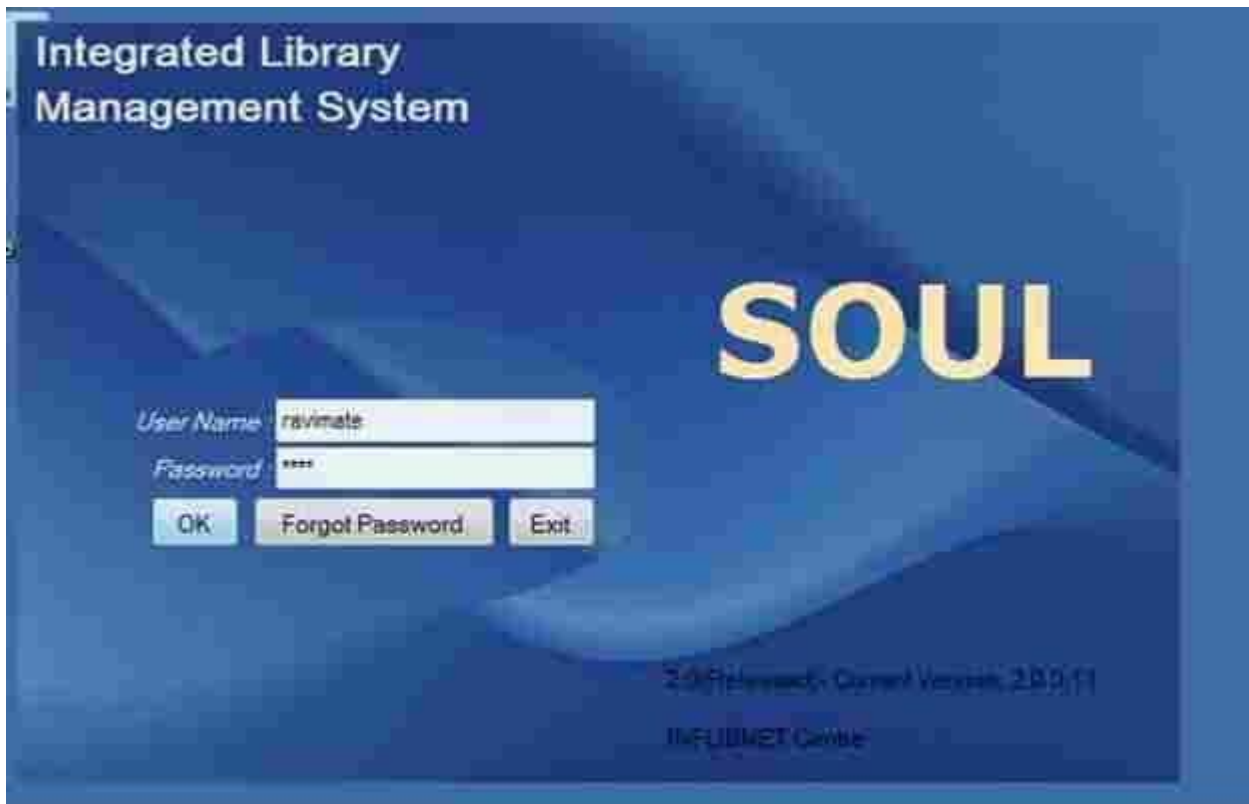 Integrated Library
Management System
SOUL
User Name ravimate
Password ****
OK Forgot Password Exit
INFLIBNET Centre